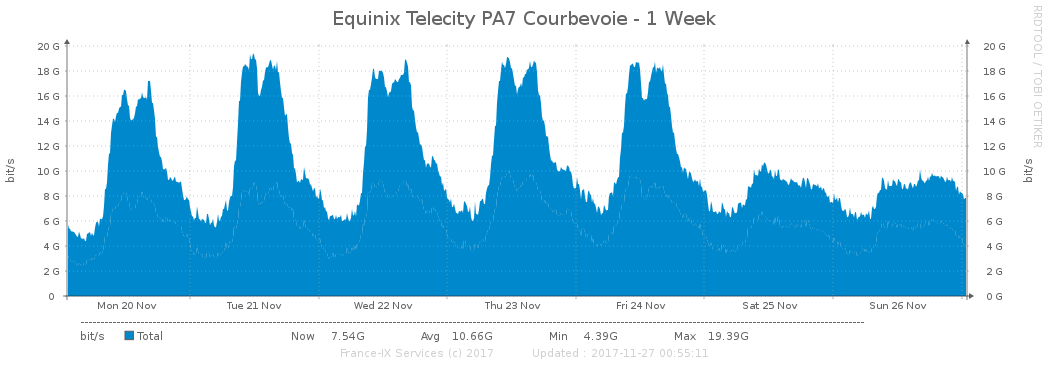 Equinix Telecity PA7 Courbevoie - 1 Week
RRDTOOL / TOBI OETIKER
20 G 20 G
18 G 18 G
16 G 16 G
14 G 14 G
12 G 12 G
10 G 10 G
8 G 8 G
6 G 6 G
4 G 4 G
2 G 2 G
0 0 G
bit/s
bit/s
Mon 20 Nov Tue 21 Nov Wed 22 Nov Thu 23 Nov Fri 24 Nov Sat 25 Nov Sun 26 Nov
bit/s Total Now 7.54G Avg 10.66G Min 4.39G Max 19.39G
France-IX Services (c) 2017 Updated : 2017-11-27 00:55:11